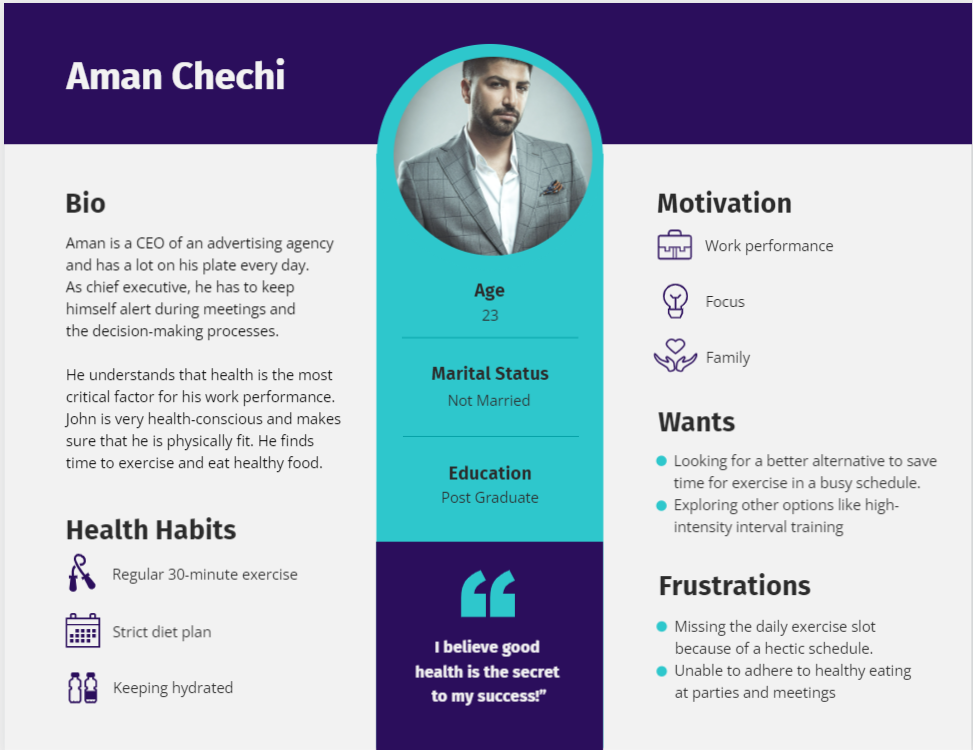 Aman Chechi
Bio
Aman is a CEO of an advertising agency
and has a lot on his plate every day.
As chief executive, he has to keep
himself alert during meetings and
the decision-making processes.
He understands that health is the most
critical factor for his work performance.
John is very health-conscious and makes
sure that he is physically fit. He finds
time to exercise and eat healthy food.
Health Habits
Regular 30-minute exercise
Strict diet plan
Keeping hydrated
Age
23
Marital Status
Not Married
Education
Post Graduate
“
I believe good
health is the secret
to my success!”
Motivation
Work performance
Focus
Family
Wants
Looking for a better alternative to save
time for exercise in a busy schedule.
Exploring other options like high-
intensity interval training
Frustrations
Missing the daily exercise slot
because of a hectic schedule.
Unable to adhere to healthy eating
at parties and meetings